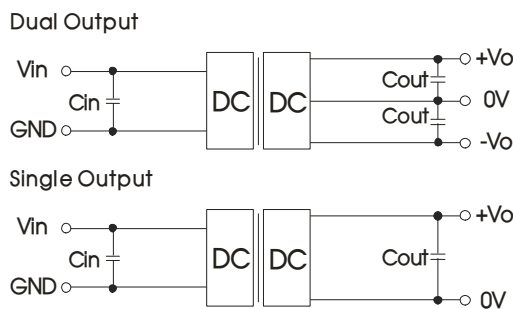 Dual Output
Vin
+Vo
Cout
Cin
DC
DC
0V
Cout
GND
-Vo
Single Output
Vin
+Vo
Cin
DC
DC
Cout
GND
0V